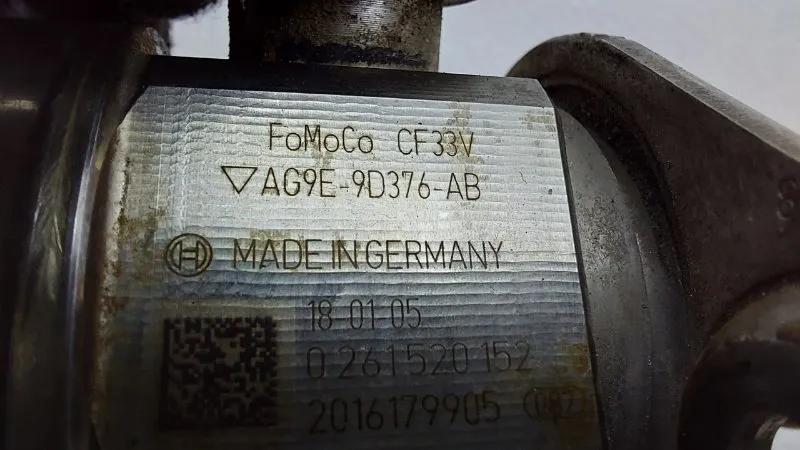 FoMoCo CF33V
▽AG9E-9D376-AB
MADE IN GERMANY
18-01-05
0 261 520 152
2016179905